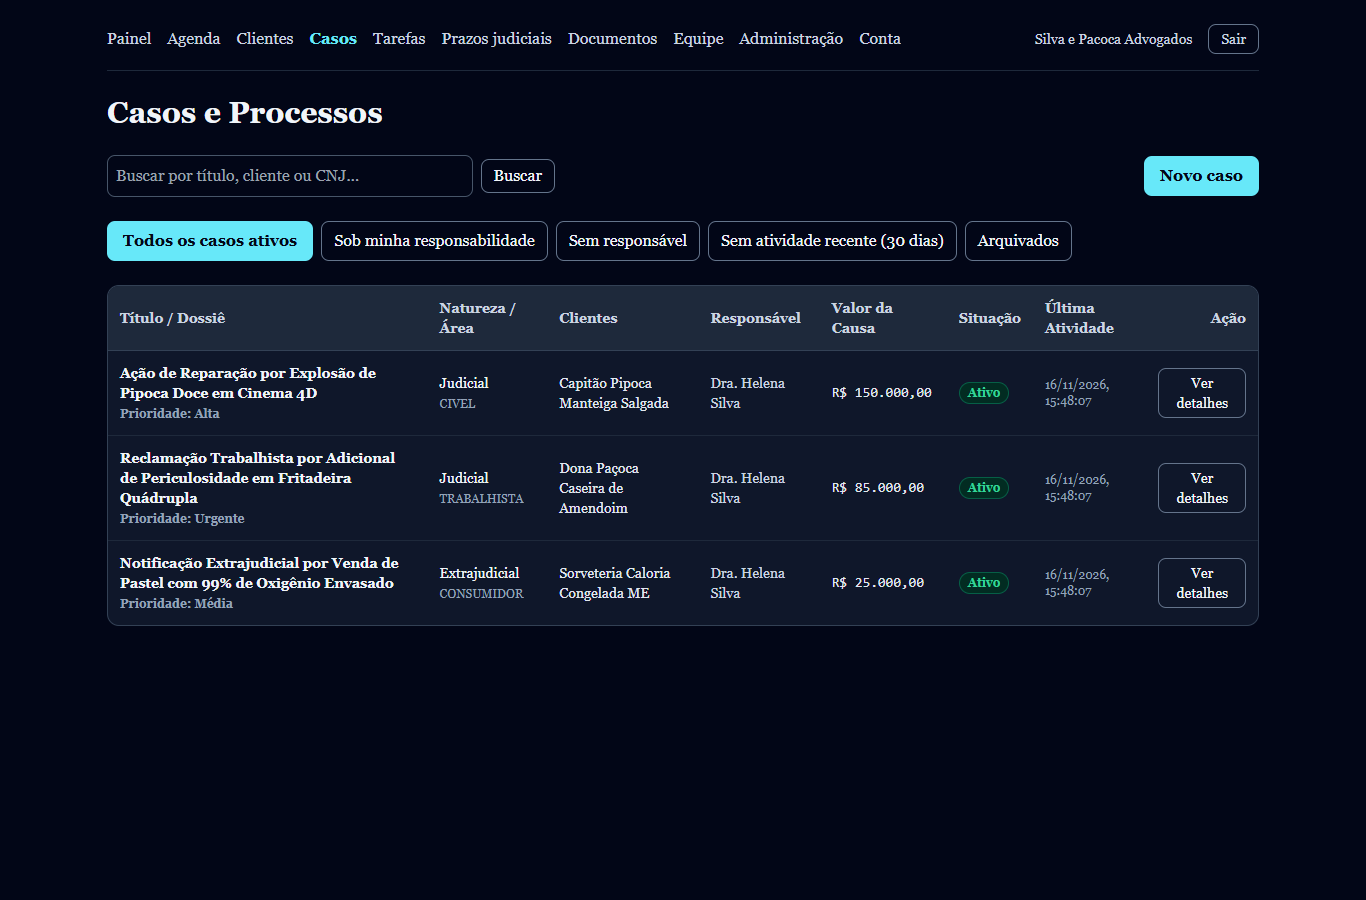 Painel Agenda Clientes Casos Tarefas Prazos judiciais Documentos Equipe Administração Conta Silva e Pacoca Advogados Sair
Casos e Processos
Buscar por título, cliente ou CNJ... Buscar Novo caso
Todos os casos ativos Sob minha responsabilidade Sem responsável Sem atividade recente (30 dias) Arquivados
Título / Dossiê
Natureza /
Área
Clientes
Responsável
Valor da
Causa
Situação
Última
Atividade
Ação
Ação de Reparação por Explosão de
Pipoca Doce em Cinema 4D
Prioridade: Alta
Judicial
CIVEL
Capitão Pipoca
Manteiga Salgada
Dra. Helena
Silva
R$ 150.000,00
Ativo
16/11/2026,
15:48:07
Ver
detalhes
Reclamação Trabalhista por Adicional
de Periculosidade em Fritadeira
Quádrupla
Prioridade: Urgente
Judicial
TRABALHISTA
Dona Paçoca
Caseira de
Amendoim
Dra. Helena
Silva
R$ 85.000,00
Ativo
16/11/2026,
15:48:07
Ver
detalhes
Notificação Extrajudicial por Venda de
Pastel com 99% de Oxigênio Envasado
Prioridade: Média
Extrajudicial
CONSUMIDOR
Sorveteria Caloria
Congelada ME
Dra. Helena
Silva
R$ 25.000,00
Ativo
16/11/2026,
15:48:07
Ver
detalhes